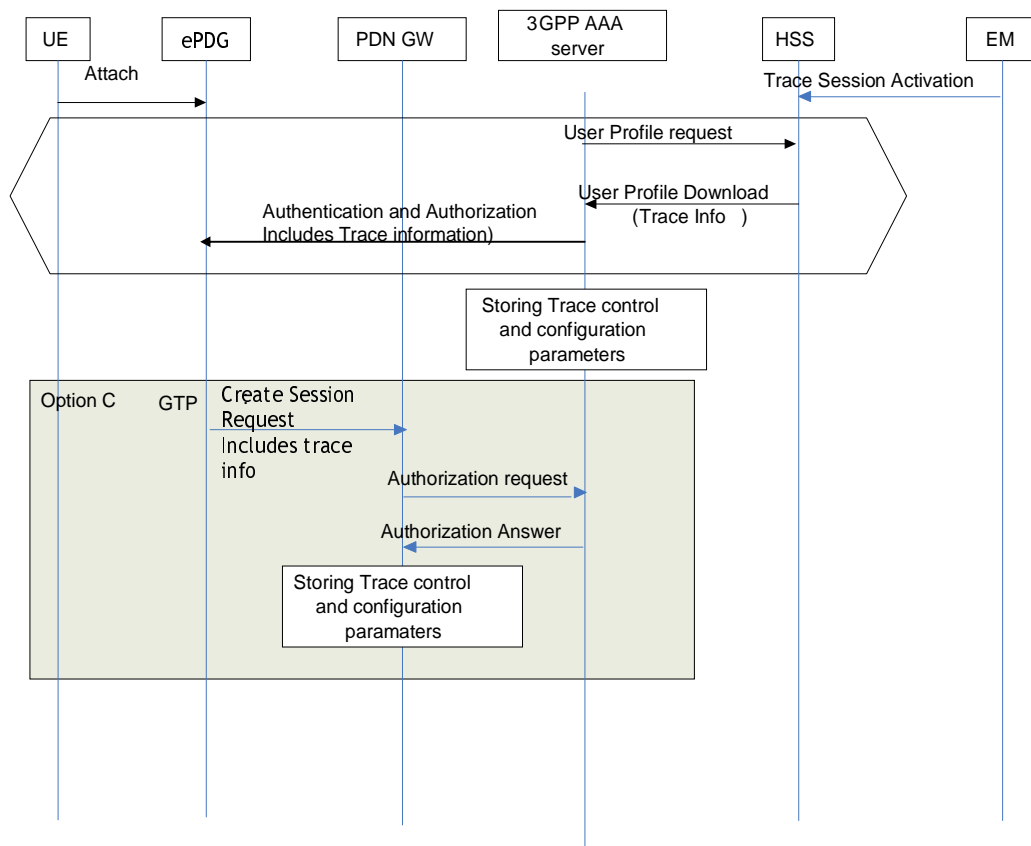 UE
ePDG
PDN GW
3GPP AAA
server
HSS
EM
Attach
Trace Session Activation
User Profile request
User Profile Download
(Trace Info )
Authentication and Authorization
Includes Trace information)
Storing Trace control
and configuration
parameters
Option C
GTP
Create Session
Request
Includes trace
info
Authorization request
Authorization Answer
Storing Trace control
and configuration
paramaters